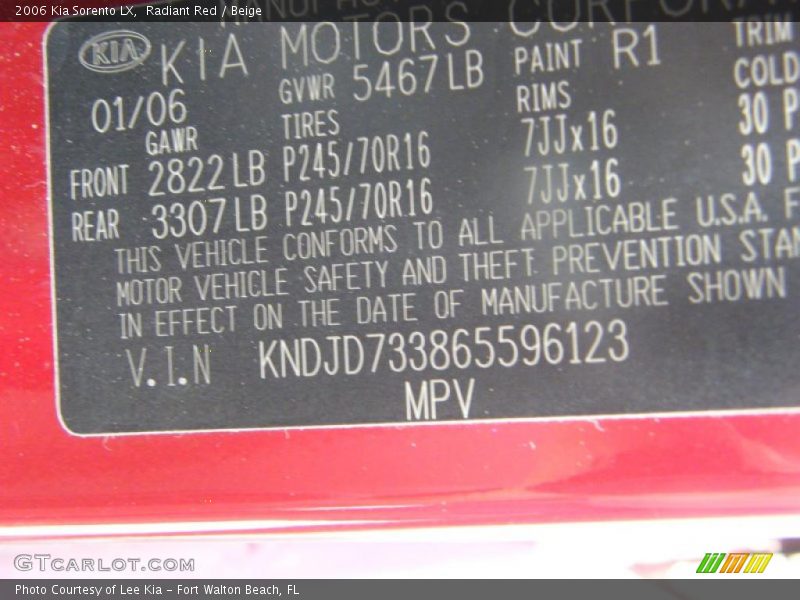 2006 Kia Sorento LX, Radiant Red / Beige
KIA KIA MOTORS CORPORA
01/06 GVWR 5467LB PAINT R1 TRIM
GAWR TIRES RIMS COLD
FRONT 2822LB P245/70R16 7JJx16 30 P
REAR 3307LB P245/70R16 7JJx16 30 P
THIS VEHICLE CONFORMS TO ALL APPLICABLE U.S.A. F
MOTOR VEHICLE SAFETY AND THEFT PREVENTION STAN
IN EFFECT ON THE DATE OF MANUFACTURE SHOWN
V.I.N KNDJD733865596123
MPV
GTCARLOT.COM
Photo Courtesy of Lee Kia - Fort Walton Beach, FL